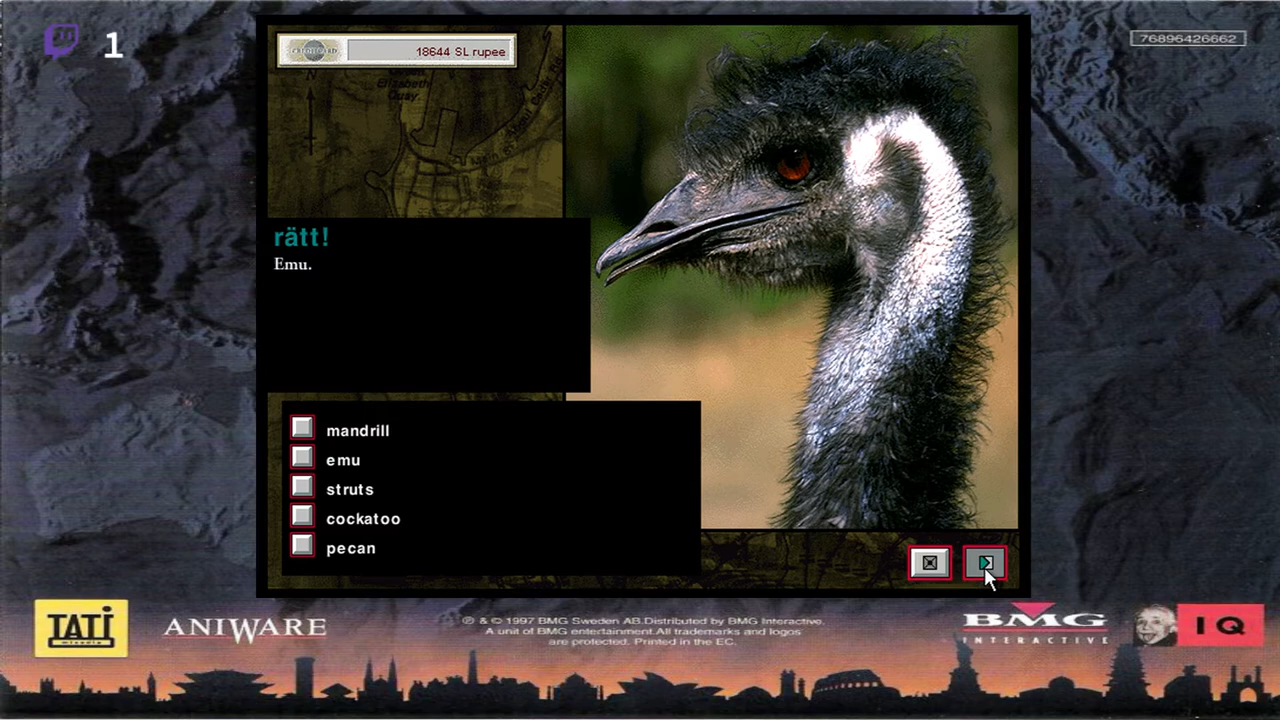 1
76896426662
18644 SL rupee
N
Elizabeth
Quay
rätt!
Emu.
mandrill
emu
struts
cockatoo
pecan
TATi
ANIWARE
℗ & © 1997 BMG Sweden AB.Distributed by BMG Interactive.
A unit of BMG entertainment.All trademarks and logos
are protected. Printed in the EC.
BMG
INTERACTIVE
IQ